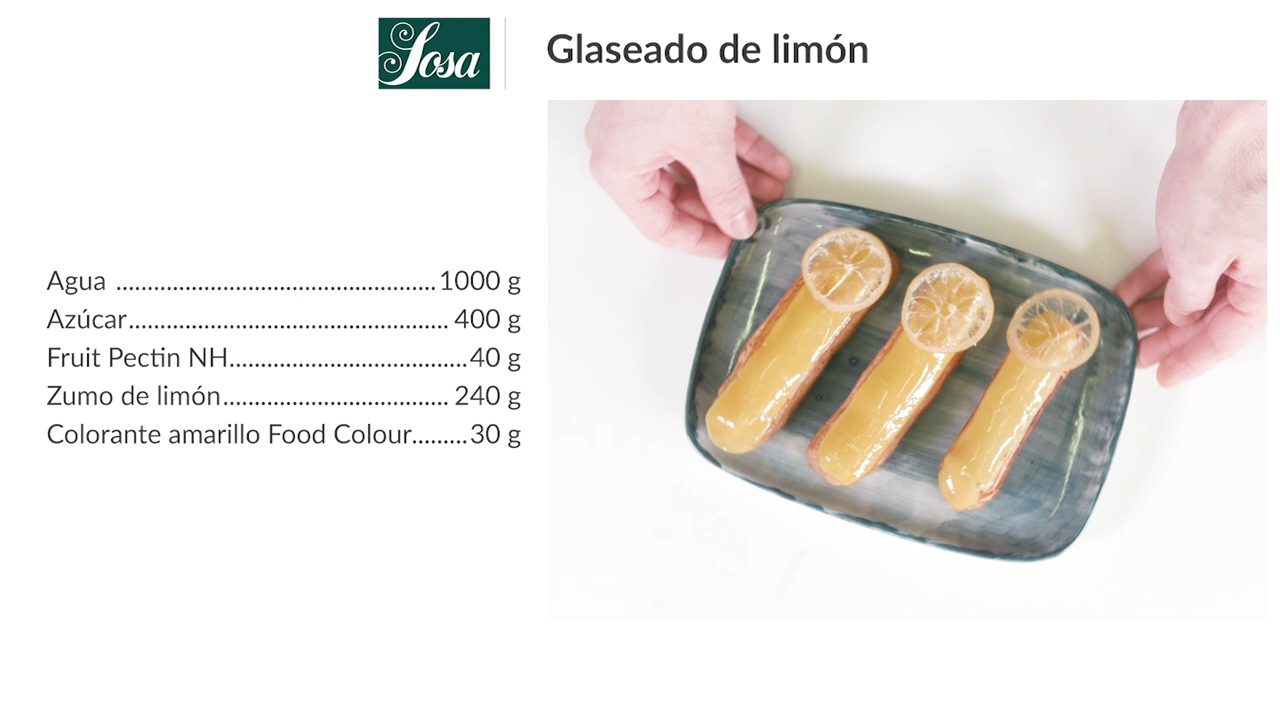 Sosa
Glaseado de limón
Agua ................................................ 1000 g
Azúcar................................................ 400 g
Fruit Pectin NH.................................... 40 g
Zumo de limón.................................. 240 g
Colorante amarillo Food Colour......... 30 g